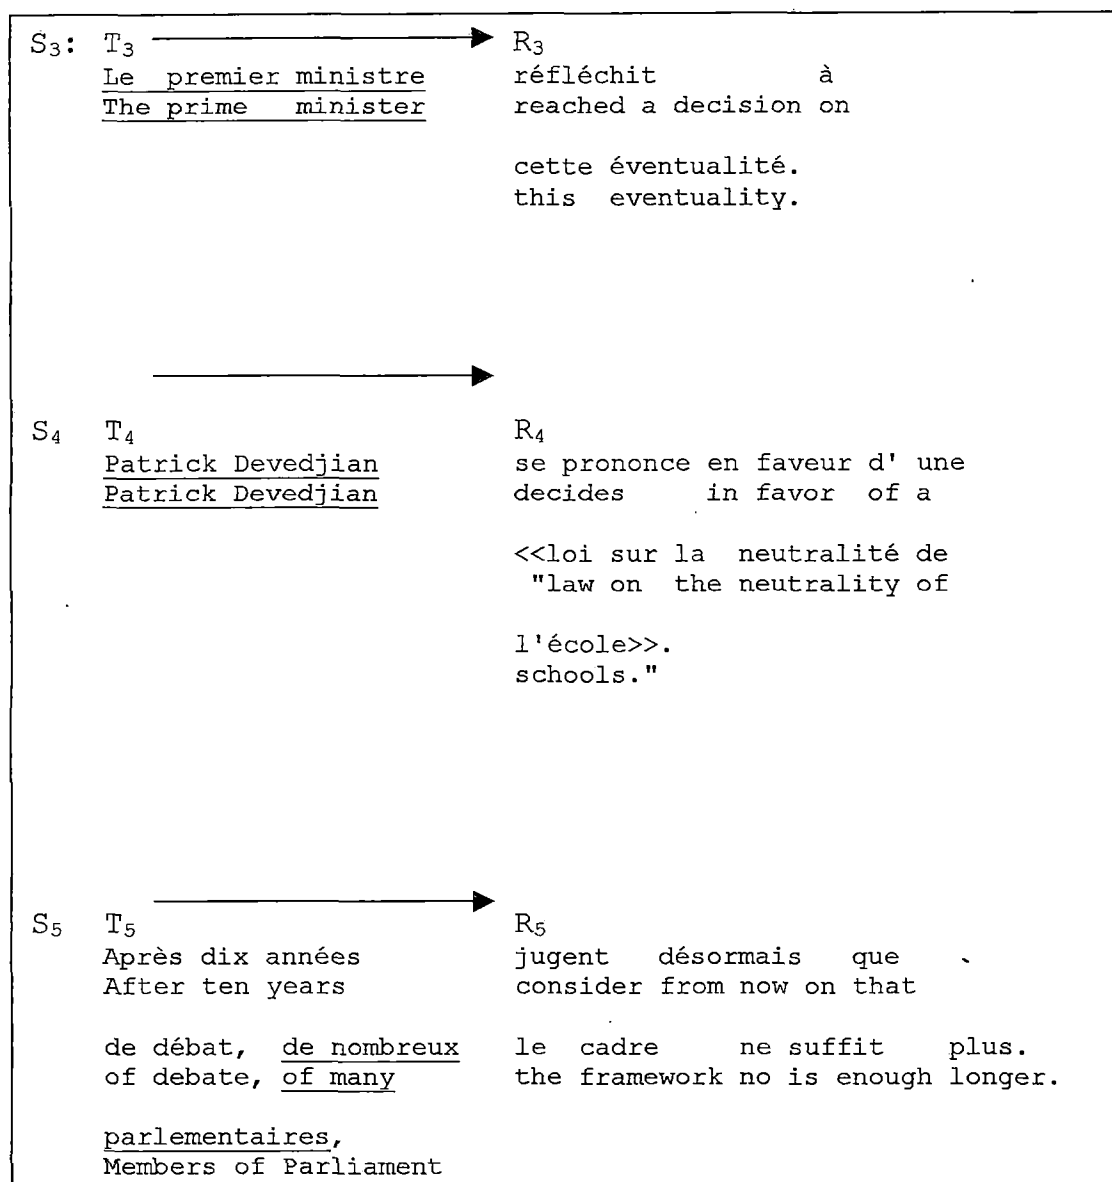 S3: T3 R3
Le premier ministre réfléchit à
The prime minister reached a decision on
cette éventualité.
this eventuality.
S4 T4 R4
Patrick Devedjian se prononce en faveur d' une
Patrick Devedjian decides in favor of a
<<loi sur la neutralité de
"law on the neutrality of
l'école>>.
schools."
S5 T5 R5
Après dix années jugent désormais que
After ten years consider from now on that
de débat, de nombreux le cadre ne suffit plus.
of debate, of many the framework no is enough longer.
parlementaires,
Members of Parliament